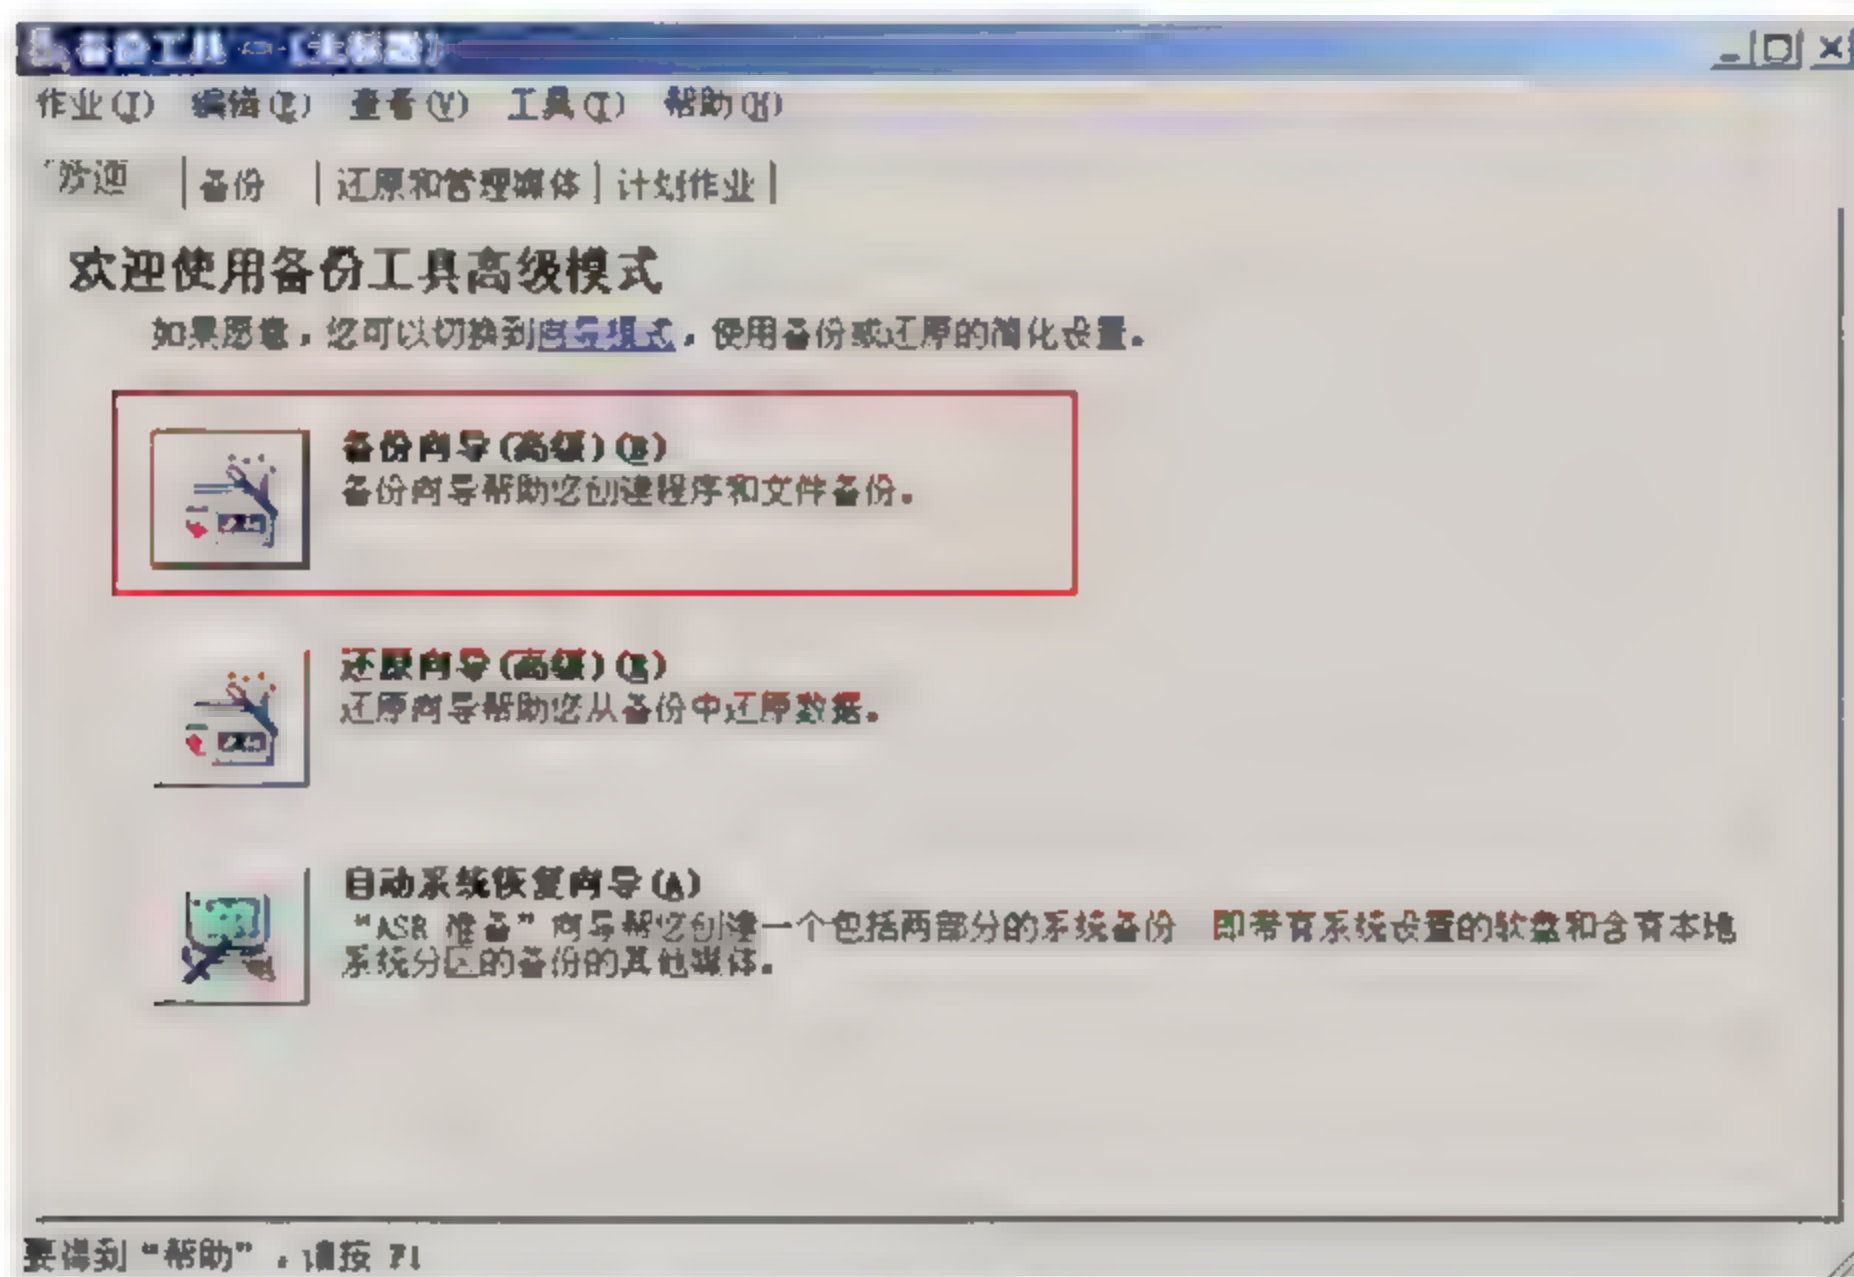 备份工具 - [无标题]
作业(J) 编辑(E) 查看(V) 工具(T) 帮助(H)
欢迎 备份 还原和管理媒体 计划作业
欢迎使用备份工具高级模式
如果愿意,您可以切换到向导模式,使用备份或还原的简化设置。
备份向导(高级)(B)
备份向导帮助您创建程序和文件备份。
还原向导(高级)(R)
还原向导帮助您从备份中还原数据。
自动系统恢复向导(A)
“ASR 准备”向导帮您创建一个包括两部分的系统备份 即带有系统设置的软盘和含有本地
系统分区的备份的其他媒体。
要得到“帮助”,请按 F1